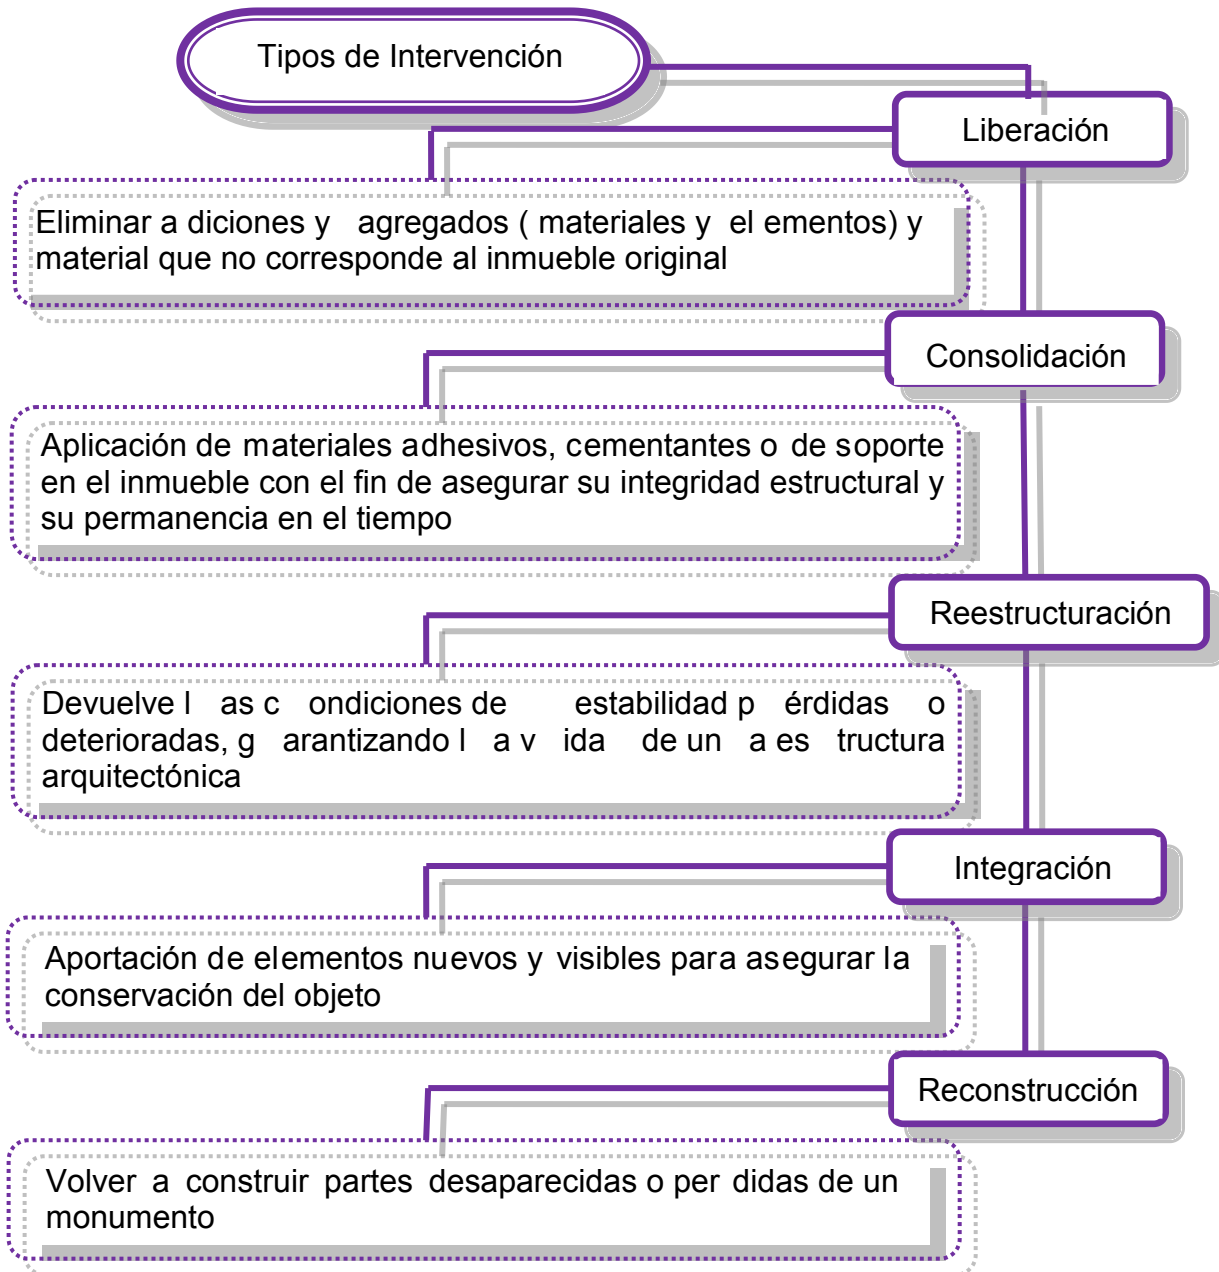 Tipos de Intervención
Liberación
Eliminar a diciones y agregados ( materiales y el ementos) y
material que no corresponde al inmueble original
Consolidación
Aplicación de materiales adhesivos, cementantes o de soporte
en el inmueble con el fin de asegurar su integridad estructural y
su permanencia en el tiempo
Reestructuración
Devuelve l as c ondiciones de estabilidad p érdidas o
deterioradas, g arantizando l a v ida de un a es tructura
arquitectónica
Integración
Aportación de elementos nuevos y visibles para asegurar la
conservación del objeto
Reconstrucción
Volver a construir partes desaparecidas o per didas de un
monumento